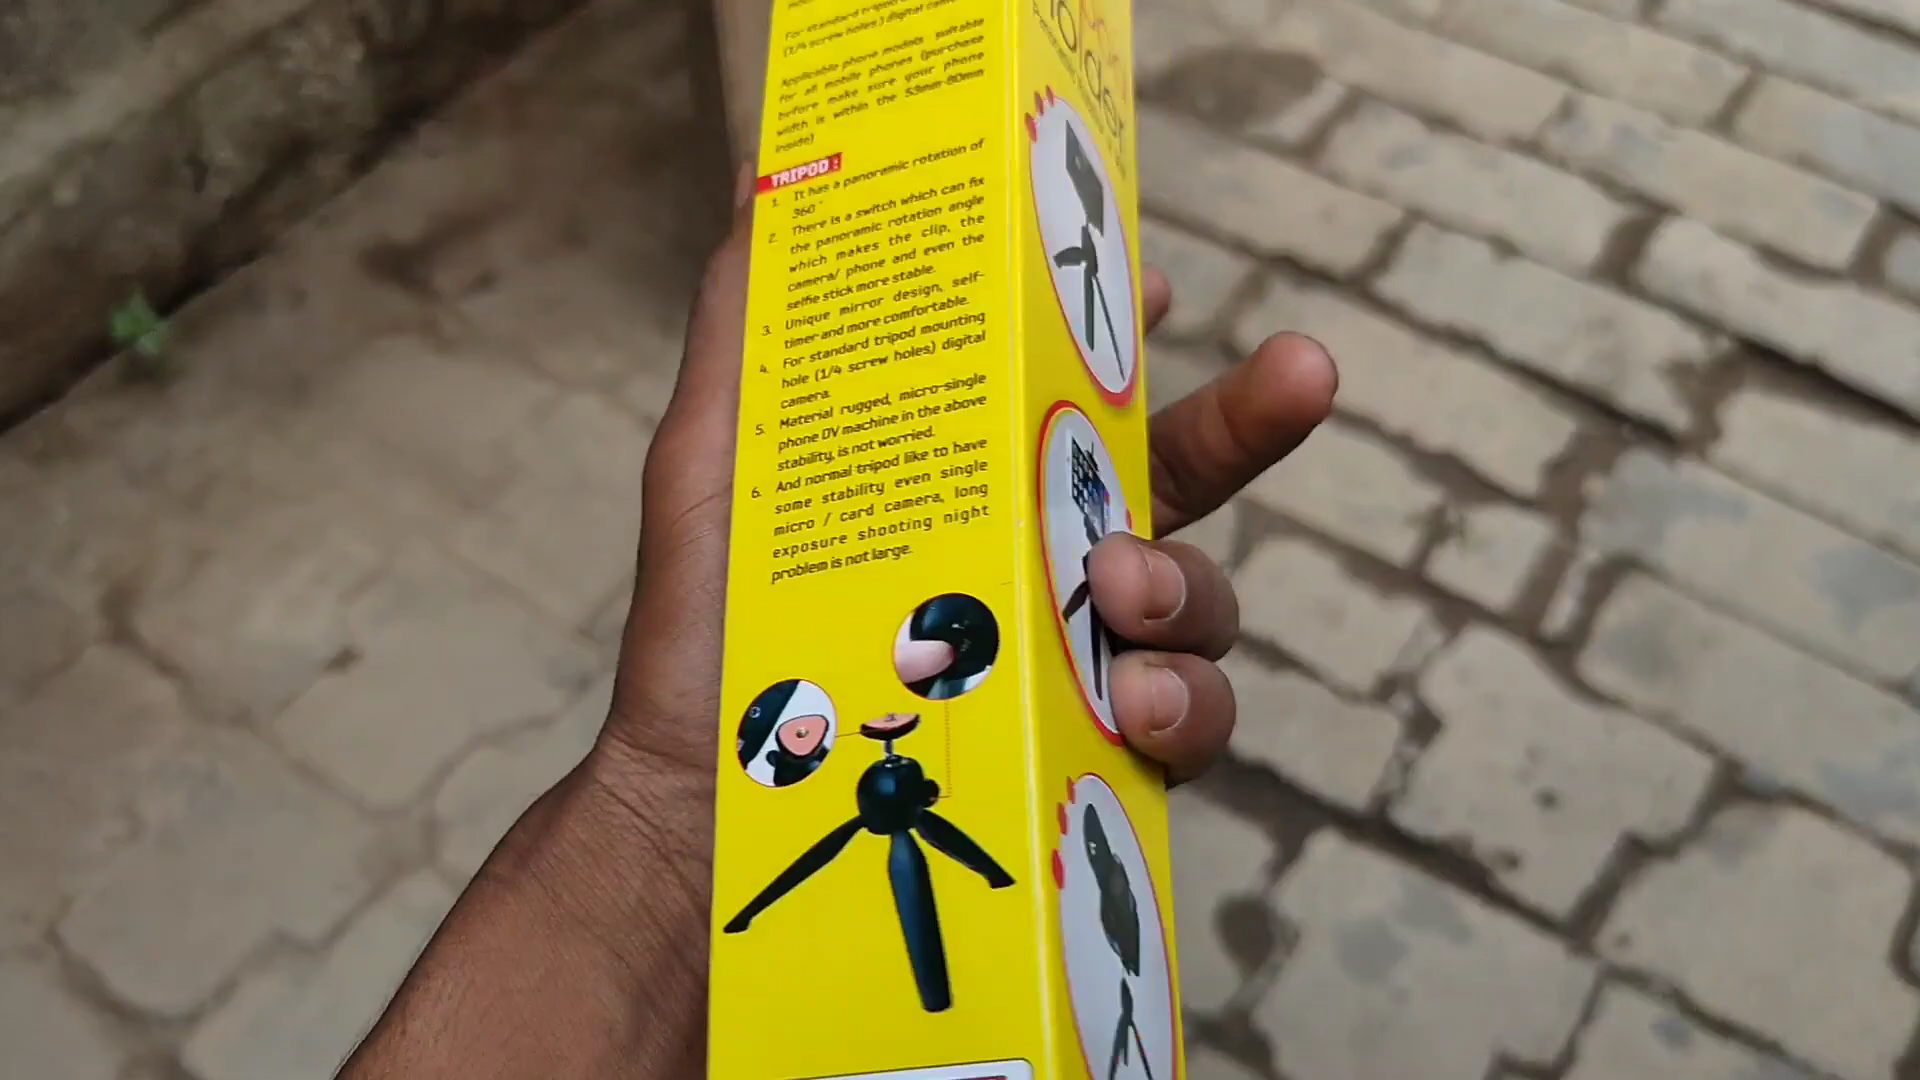 For standard tripod
(1/4 screw holes) digital
Applicable phone models suitable
for all mobile phones (purchase
before make sure your phone
width is within the 53mm-80mm
inside)
TRIPOD :
1. It has a panoramic rotation of
360°
2. There is a switch which can fix
the panoramic rotation angle
which makes the clip, the
camera/ phone and even the
selfie stick more stable.
3. Unique mirror design, self-
timer and more comfortable.
4. For standard tripod mounting
hole (1/4 screw holes) digital
camera.
5. Material rugged, micro-single
phone DV machine in the above
stability, is not worried.
6. And normal tripod like to have
some stability even single
micro / card camera, long
exposure shooting night
problem is not large.